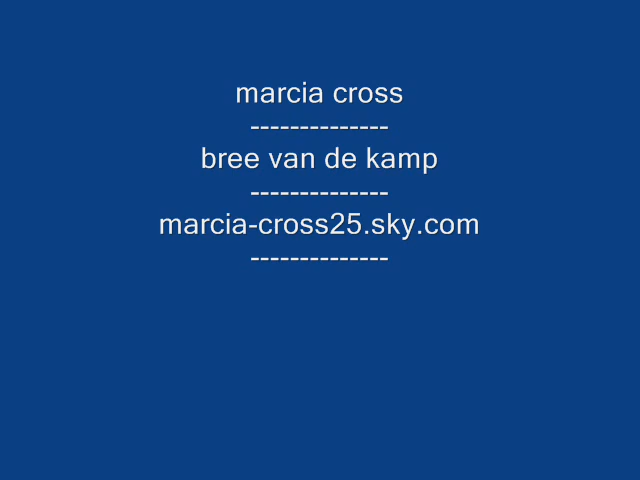 marcia cross
--------------
bree van de kamp
--------------
marcia-cross25.sky.com
--------------